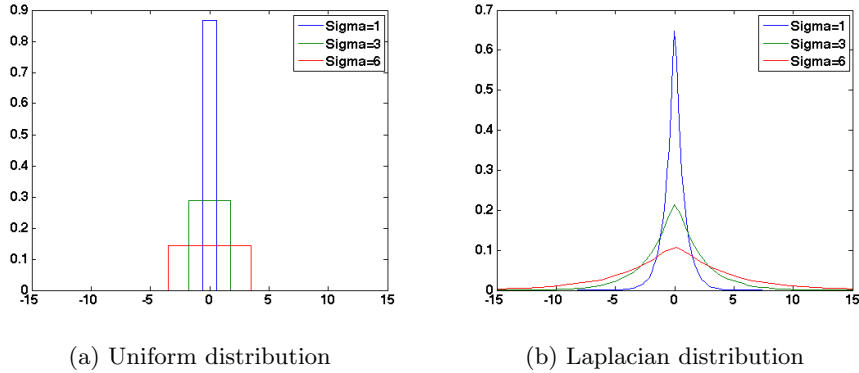 0.9
0.8
0.7
0.6
0.5
0.4
0.3
0.2
0.1
0
-15 -10 -5 0 5 10 15
Sigma=1
Sigma=3
Sigma=6
(a) Uniform distribution
0.7
0.6
0.5
0.4
0.3
0.2
0.1
0
-15 -10 -5 0 5 10 15
Sigma=1
Sigma=3
Sigma=6
(b) Laplacian distribution